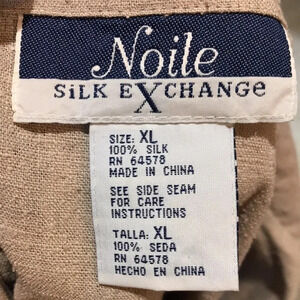 Noile
SiLK EXCHANGe
SIZE: XL
100% SILK
RN 64578
MADE IN CHINA
SEE SIDE SEAM
FOR CARE
INSTRUCTIONS
TALLA: XL
100% SEDA
RN 64578
HECHO EN CHINA